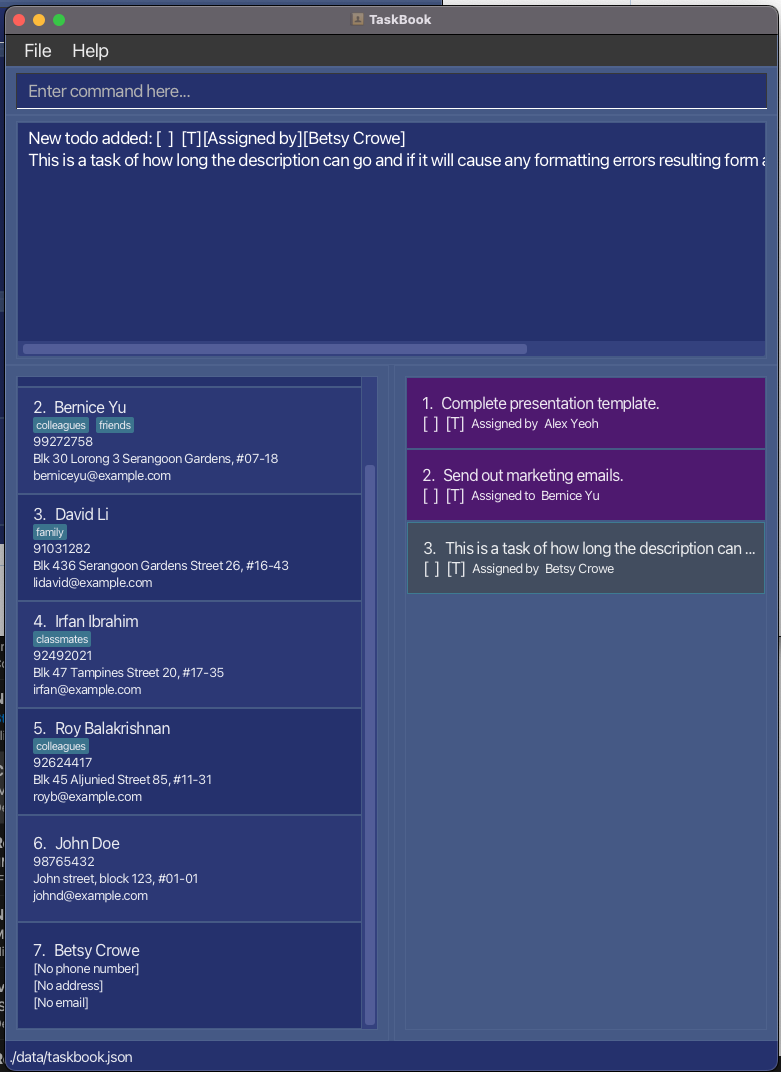 TaskBook
File Help
Enter command here...
New todo added: [ ] [T][Assigned by][Betsy Crowe]
This is a task of how long the description can go and if it will cause any formatting errors resulting form
2. Bernice Yu
colleagues friends
99272758
Blk 30 Lorong 3 Serangoon Gardens, #07-18
berniceyu@example.com
3. David Li
family
91031282
Blk 436 Serangoon Gardens Street 26, #16-43
lidavid@example.com
4. Irfan Ibrahim
classmates
92492021
Blk 47 Tampines Street 20, #17-35
irfan@example.com
5. Roy Balakrishnan
colleagues
92624417
Blk 45 Aljunied Street 85, #11-31
royb@example.com
6. John Doe
98765432
John street, block 123, #01-01
johnd@example.com
7. Betsy Crowe
[No phone number]
[No address]
[No email]
1. Complete presentation template.
[ ] [T] Assigned by Alex Yeoh
2. Send out marketing emails.
[ ] [T] Assigned to Bernice Yu
3. This is a task of how long the description can ...
[ ] [T] Assigned by Betsy Crowe
./data/taskbook.json